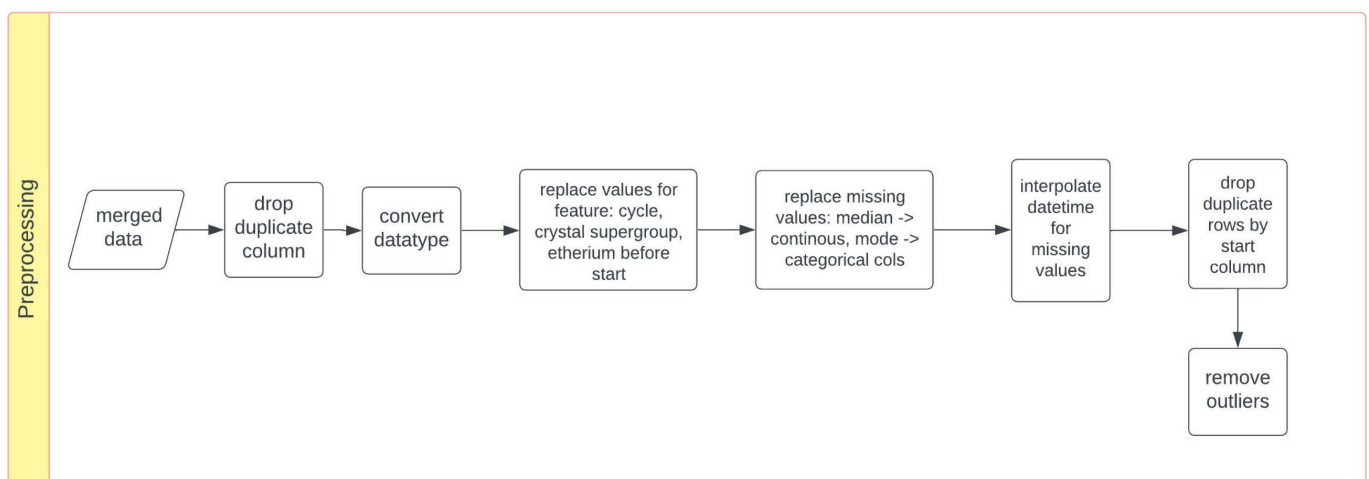 Preprocessing
merged
data
drop
duplicate
column
convert
datatype
replace values for
feature: cycle,
crystal supergroup,
etherium before
start
replace missing
values: median ->
continous, mode ->
categorical cols
interpolate
datetime
for
missing
values
drop
duplicate
rows by
start
column
remove
outliers